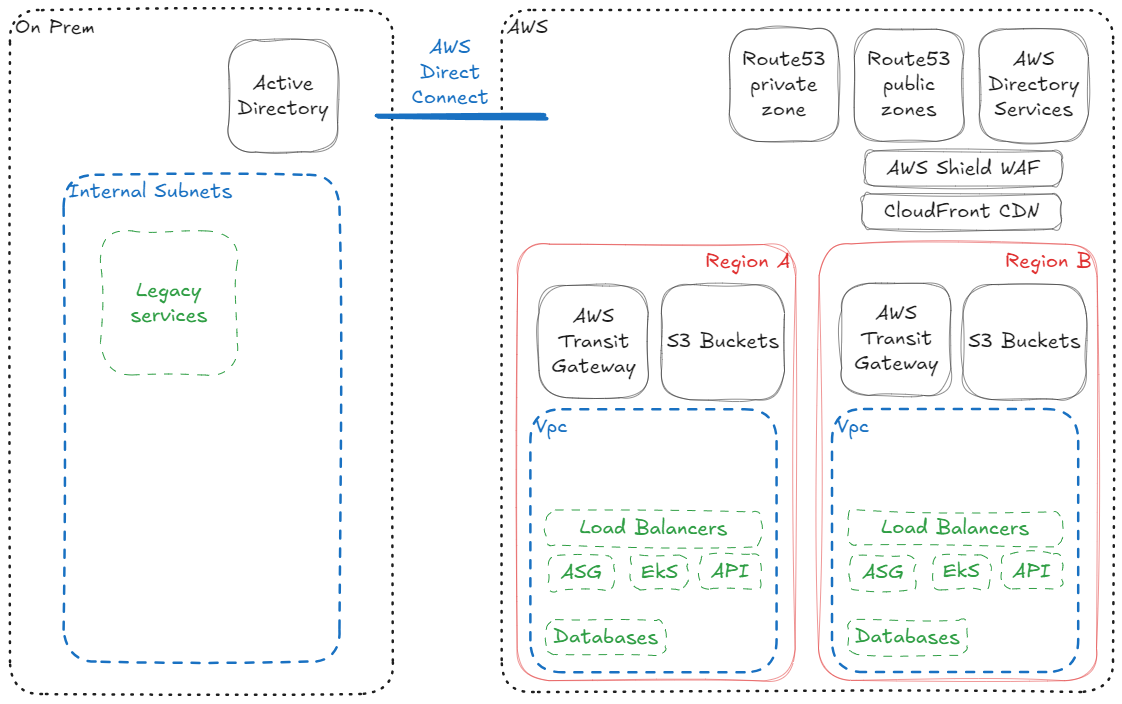 On Prem
Active
Directory
Internal Subnets
Legacy
services
AWS
Direct
Connect
AWS
Route53
private
zone
Route53
public
zones
AWS
Directory
Services
AWS Shield WAF
CloudFront CDN
Region A
AWS
Transit
Gateway
S3 Buckets
Vpc
Load Balancers
ASG
EkS
API
Databases
Region B
AWS
Transit
Gateway
S3 Buckets
Vpc
Load Balancers
ASG
EkS
API
Databases